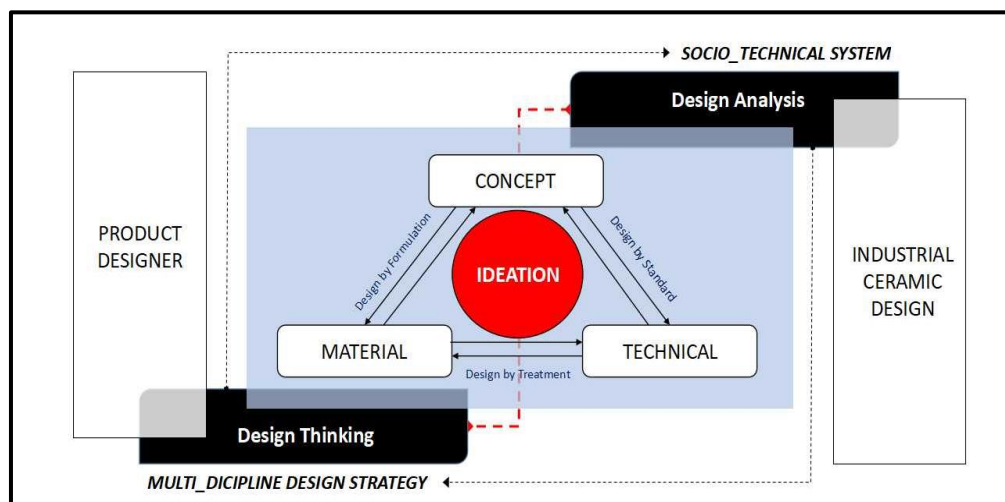 SOCIO_TECHNICAL SYSTEM
Design Analysis
CONCEPT
PRODUCT
DESIGNER
Design by Formulation
Design by Standard
IDEATION
INDUSTRIAL
CERAMIC
DESIGN
MATERIAL
TECHNICAL
Design by Treatment
Design Thinking
MULTI_DICIPLINE DESIGN STRATEGY